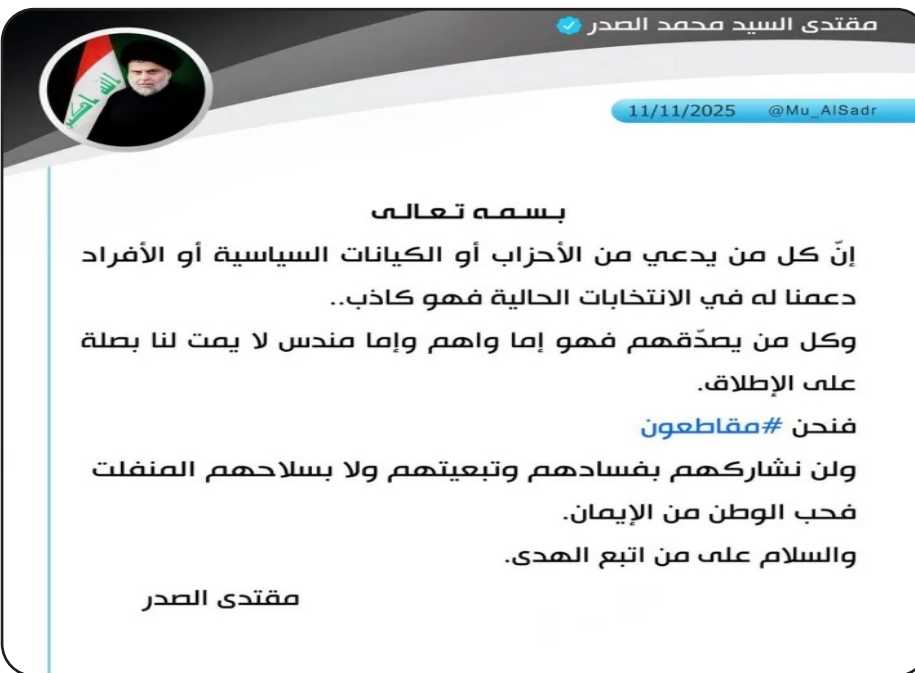 مقتدى السيد محمد الصدر
11/11/2025 @Mu_AlSadr
الله اكبر
بسمه تعالى
إنّ كل من يدعي من الأحزاب أو الكيانات السياسية أو الأفراد
دعمنا له في الانتخابات الحالية فهو كاذب..
وكل من يصدّقهم فهو إما واهم وإما مندس لا يمت لنا بصلة
على الإطلاق.
فنحن #مقاطعون
ولن نشاركهم بفسادهم وتبعيتهم ولا بسلاحهم المنفلت
فحب الوطن من الإيمان.
والسلام على من اتبع الهدى.
مقتدى الصدر